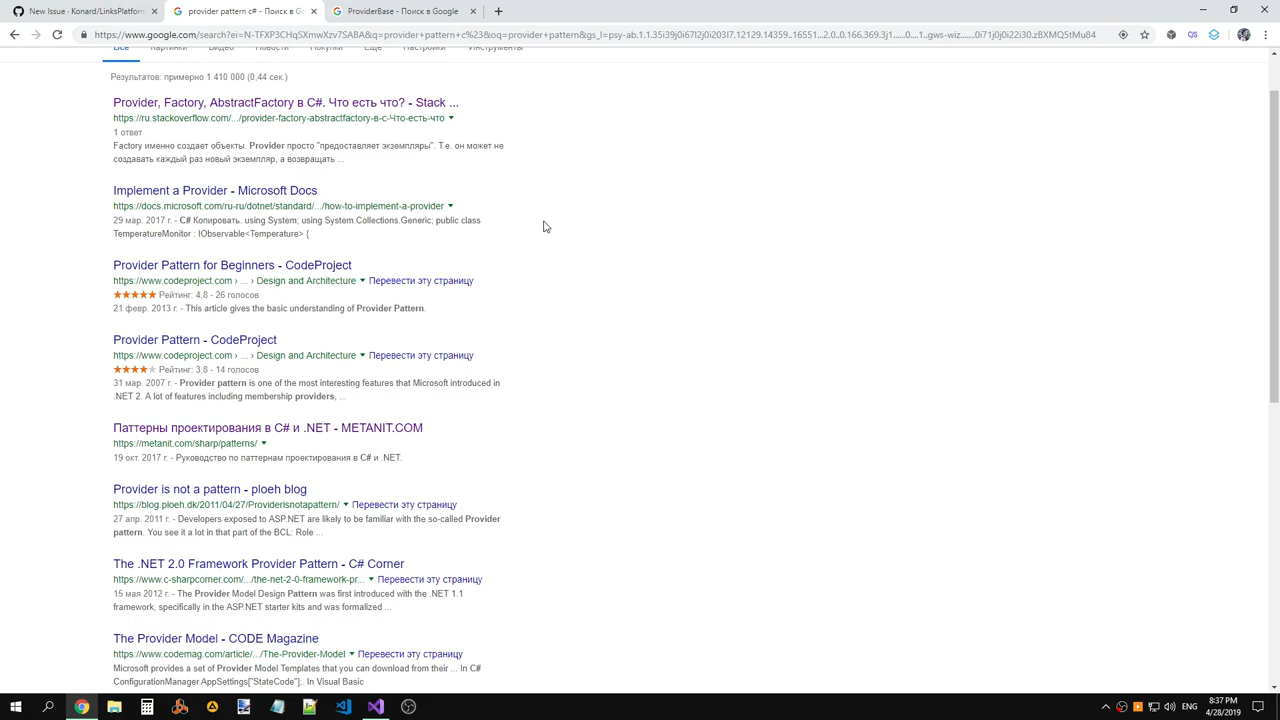 New Issue · Konard/LinksPlatform
provider pattern c# - Поиск в Go
ProviderBase - Поиск в Google
https://www.google.com/search?ei=N-TFXP3CHqSXmwXzv7SABA&q=provider+pattern+c%23&oq=provider+pattern&gs_l=psy-ab.1.1.35i39j0i67l2j0i203l7.12129.14359..16551...2.0..0.166.369.3j1......0....1..gws-wiz.......0i71j0j0i22i30.zBXMQ5tMu84
Все Картинки Видео Новости Покупки Ещё Настройки Инструменты
Результатов: примерно 1 410 000 (0,44 сек.)
Provider, Factory, AbstractFactory в C#. Что есть что? - Stack ...
https://ru.stackoverflow.com/.../provider-factory-abstractfactory-в-c-Что-есть-что
1 ответ
Factory именно создает объекты. Provider просто "предоставляет экземпляры". Т.е. он может не
создавать каждый раз новый экземпляр, а возвращать ...
Implement a Provider - Microsoft Docs
https://docs.microsoft.com/ru-ru/dotnet/standard/.../how-to-implement-a-provider
29 мар. 2017 г. - C# Копировать. using System; using System.Collections.Generic; public class
TemperatureMonitor : IObservable<Temperature> {
Provider Pattern for Beginners - CodeProject
https://www.codeproject.com › ... › Design and Architecture Перевести эту страницу
Рейтинг: 4,8 - 26 голосов
21 февр. 2013 г. - This article gives the basic understanding of Provider Pattern.
Provider Pattern - CodeProject
https://www.codeproject.com › ... › Design and Architecture Перевести эту страницу
Рейтинг: 3,8 - 14 голосов
31 мар. 2007 г. - Provider pattern is one of the most interesting features that Microsoft introduced in
.NET 2. A lot of features including membership providers, ...
Паттерны проектирования в C# и .NET - METANIT.COM
https://metanit.com/sharp/patterns/
19 окт. 2017 г. - Руководство по паттернам проектирования в C# и .NET.
Provider is not a pattern - ploeh blog
https://blog.ploeh.dk/2011/04/27/Providerisnotapattern/ Перевести эту страницу
27 апр. 2011 г. - Developers exposed to ASP.NET are likely to be familiar with the so-called Provider
pattern. You see it a lot in that part of the BCL: Role ...
The .NET 2.0 Framework Provider Pattern - C# Corner
https://www.c-sharpcorner.com/.../the-net-2-0-framework-pr... Перевести эту страницу
15 мая 2012 г. - The Provider Model Design Pattern was first introduced with the .NET 1.1
framework, specifically in the ASP.NET starter kits and was formalized ...
The Provider Model - CODE Magazine
https://www.codemag.com/article/.../The-Provider-Model Перевести эту страницу
Microsoft provides a set of Provider Model Templates that you can download from their ... In C#
ConfigurationManager.AppSettings["StateCode"];. In Visual Basic
ENG
8:37 PM
4/28/2019